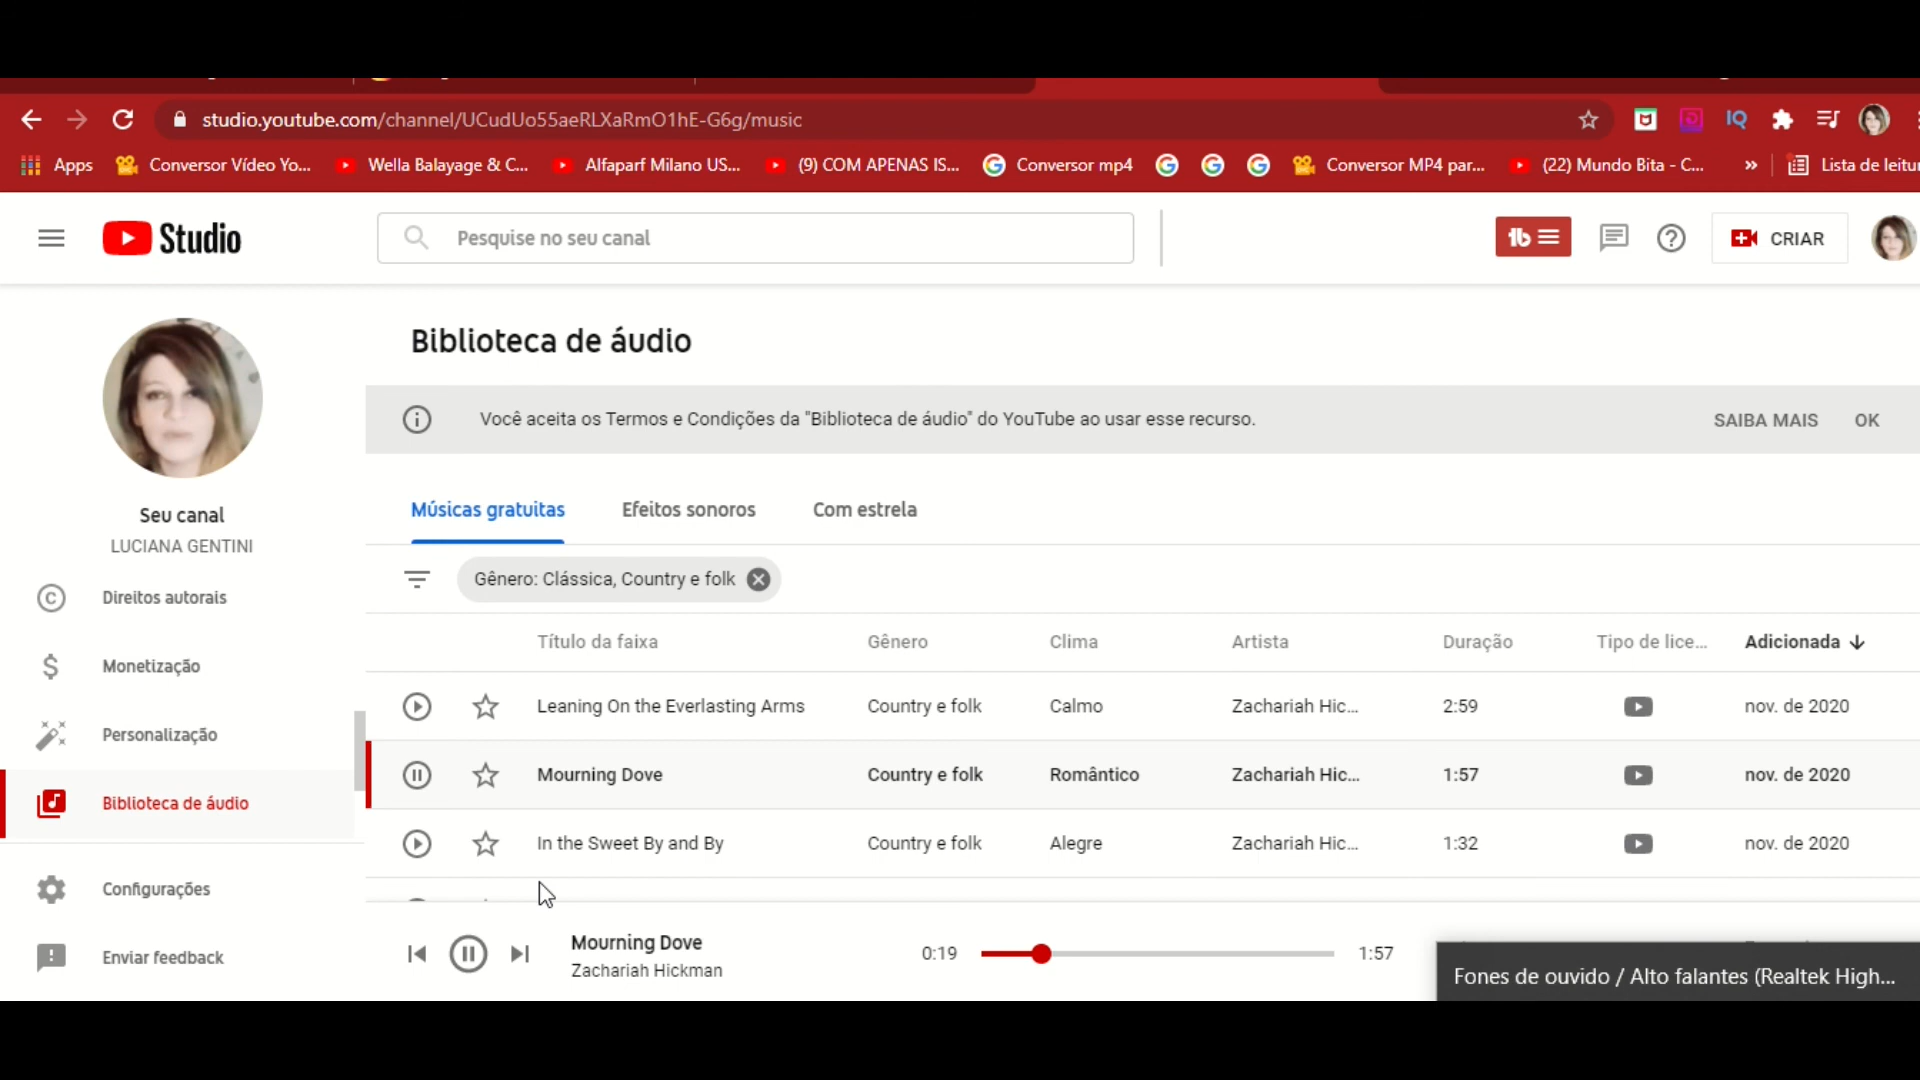 studio.youtube.com/channel/UCudUo55aeRLXaRmO1hE-G6g/music
IQ
Apps Conversor Vídeo Yo... Wella Balayage & C... Alfaparf Milano US... (9) COM APENAS IS... Conversor mp4 Conversor MP4 par... (22) Mundo Bita - C... » Lista de leitu
Studio Pesquise no seu canal tb CRIAR
Biblioteca de áudio
Você aceita os Termos e Condições da "Biblioteca de áudio" do YouTube ao usar esse recurso. SAIBA MAIS OK
Seu canal
LUCIANA GENTINI
Direitos autorais
Monetização
Personalização
Biblioteca de áudio
Configurações
Enviar feedback
Músicas gratuitas Efeitos sonoros Com estrela
Gênero: Clássica, Country e folk
Título da faixa Gênero Clima Artista Duração Tipo de lice... Adicionada
Leaning On the Everlasting Arms Country e folk Calmo Zachariah Hic... 2:59 nov. de 2020
Mourning Dove Country e folk Romântico Zachariah Hic... 1:57 nov. de 2020
In the Sweet By and By Country e folk Alegre Zachariah Hic... 1:32 nov. de 2020
Mourning Dove
Zachariah Hickman
0:19 1:57
Fones de ouvido / Alto falantes (Realtek High...